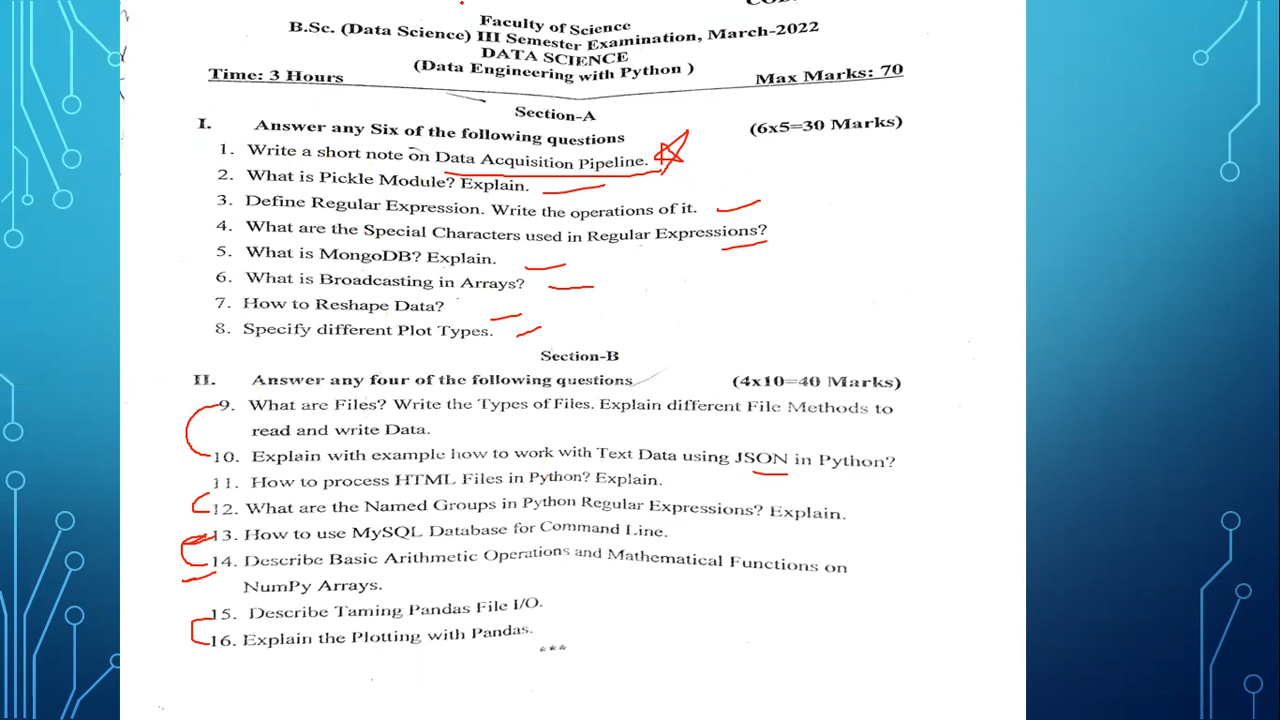 Faculty of Science
B.Sc. (Data Science) III Semester Examination, March-2022
DATA SCIENCE
(Data Engineering with Python )
Time: 3 Hours Max Marks: 70
Section-A
I. Answer any Six of the following questions (6x5=30 Marks)
1. Write a short note on Data Acquisition Pipeline.
2. What is Pickle Module? Explain.
3. Define Regular Expression. Write the operations of it.
4. What are the Special Characters used in Regular Expressions?
5. What is MongoDB? Explain.
6. What is Broadcasting in Arrays?
7. How to Reshape Data?
8. Specify different Plot Types.
Section-B
II. Answer any four of the following questions (4x10=40 Marks)
9. What are Files? Write the Types of Files. Explain different File Methods to
read and write Data.
10. Explain with example how to work with Text Data using JSON in Python?
11. How to process HTML Files in Python? Explain.
12. What are the Named Groups in Python Regular Expressions? Explain.
13. How to use MySQL Database for Command Line.
14. Describe Basic Arithmetic Operations and Mathematical Functions on
NumPy Arrays.
15. Describe Taming Pandas File I/O.
16. Explain the Plotting with Pandas.
***